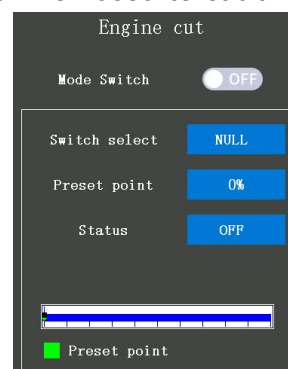 Engine cut
Mode Switch OFF
Switch select NULL
Preset point 0%
Status OFF
Preset point